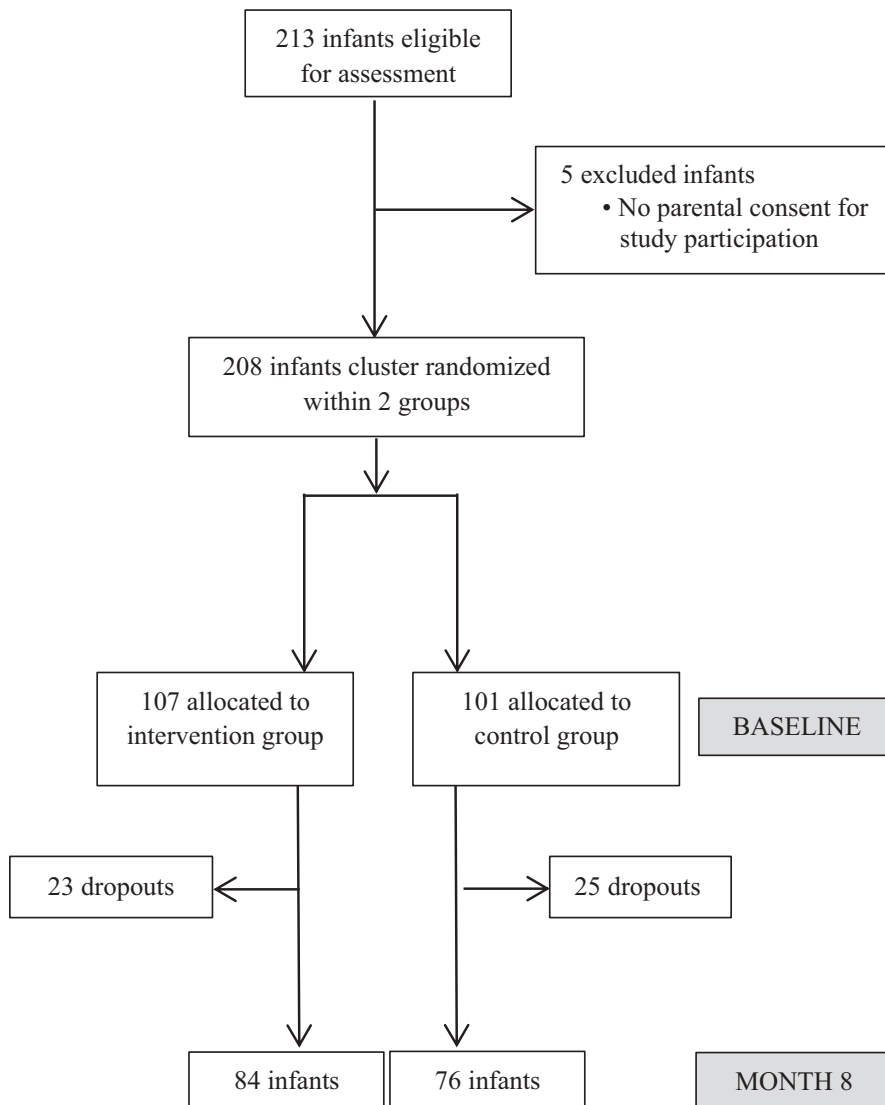 213 infants eligible
for assessment
5 excluded infants
• No parental consent for
study participation
208 infants cluster randomized
within 2 groups
107 allocated to
intervention group
101 allocated to
control group
BASELINE
23 dropouts
25 dropouts
84 infants
76 infants
MONTH 8